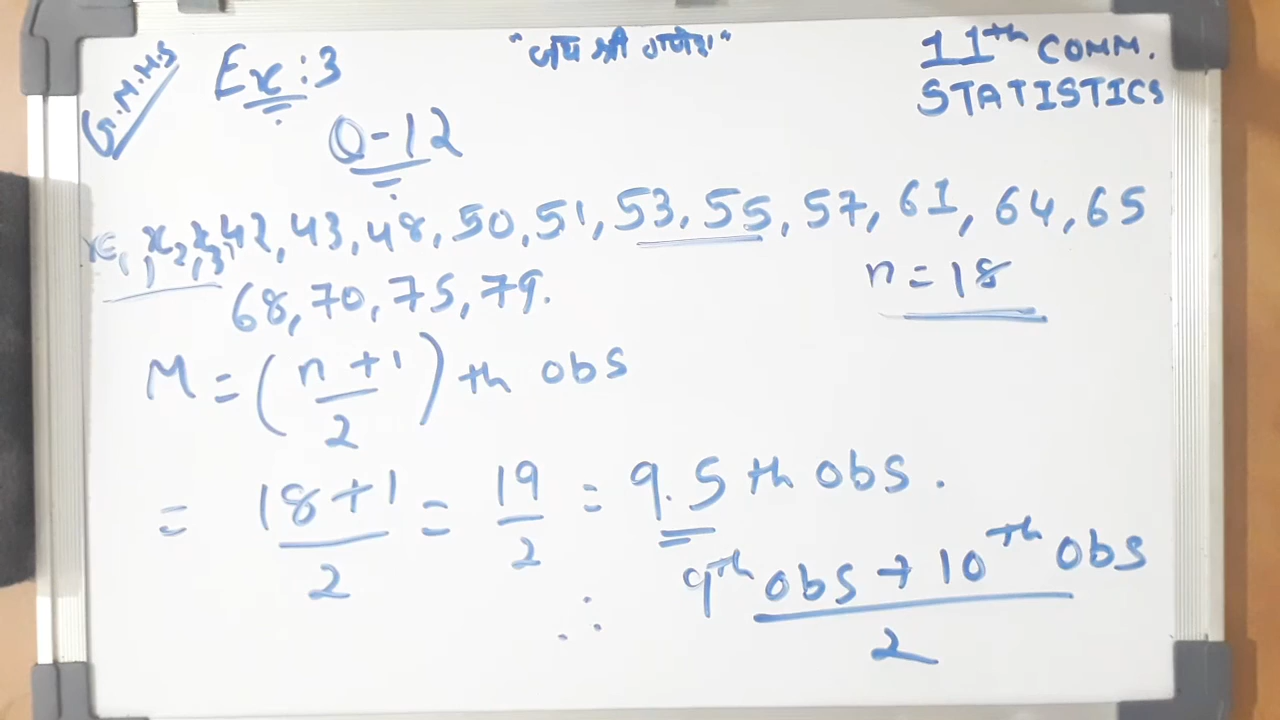 G.N.H.S
Ex:3
"जय श्री गणेश"
11th COMM.
STATISTICS
Q-12
x1, x2, x3, 42, 43, 48, 50, 51, 53, 55, 57, 61, 64, 65
68, 70, 75, 79.
n=18
M = (n+1/2) th obs
= 18+1/2 = 19/2 = 9.5 th obs.
∴ 9th obs + 10th obs
2